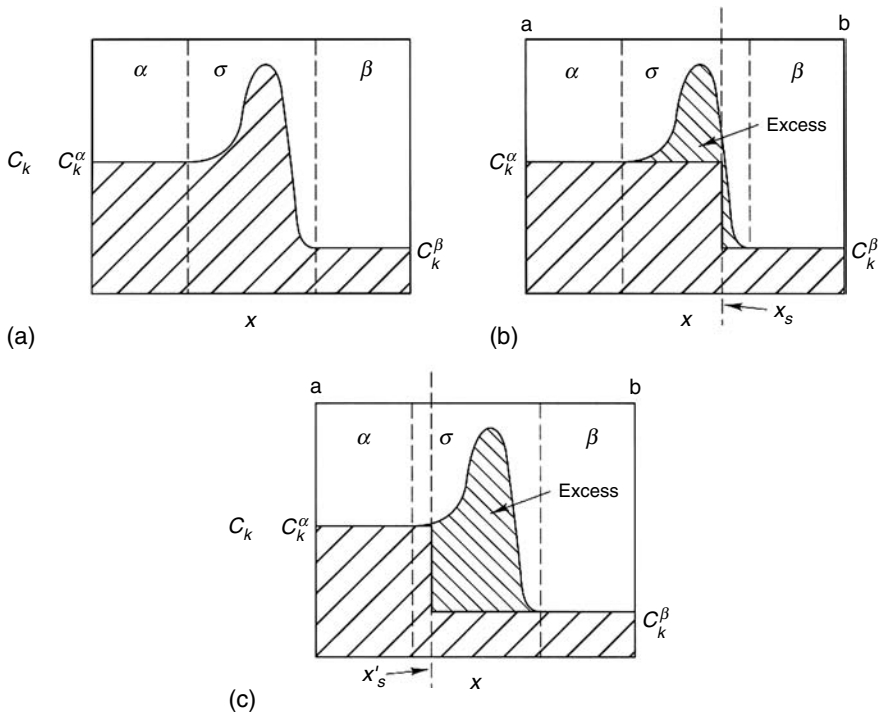 α σ β
C_k C_k^α
C_k^β
x
(a)
a b
α σ β
Excess
C_k^α
C_k^β
x x_s
(b)
a b
α σ β
Excess
C_k C_k^α
C_k^β
x'_s x
(c)